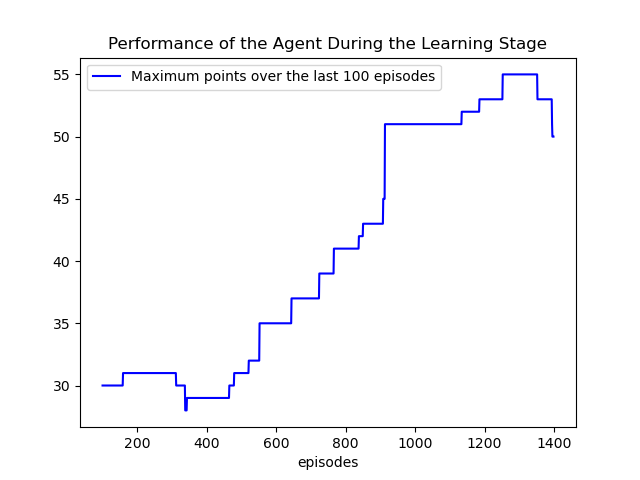 Performance of the Agent During the Learning Stage
Maximum points over the last 100 episodes
55
50
45
40
35
30
200 400 600 800 1000 1200 1400
episodes